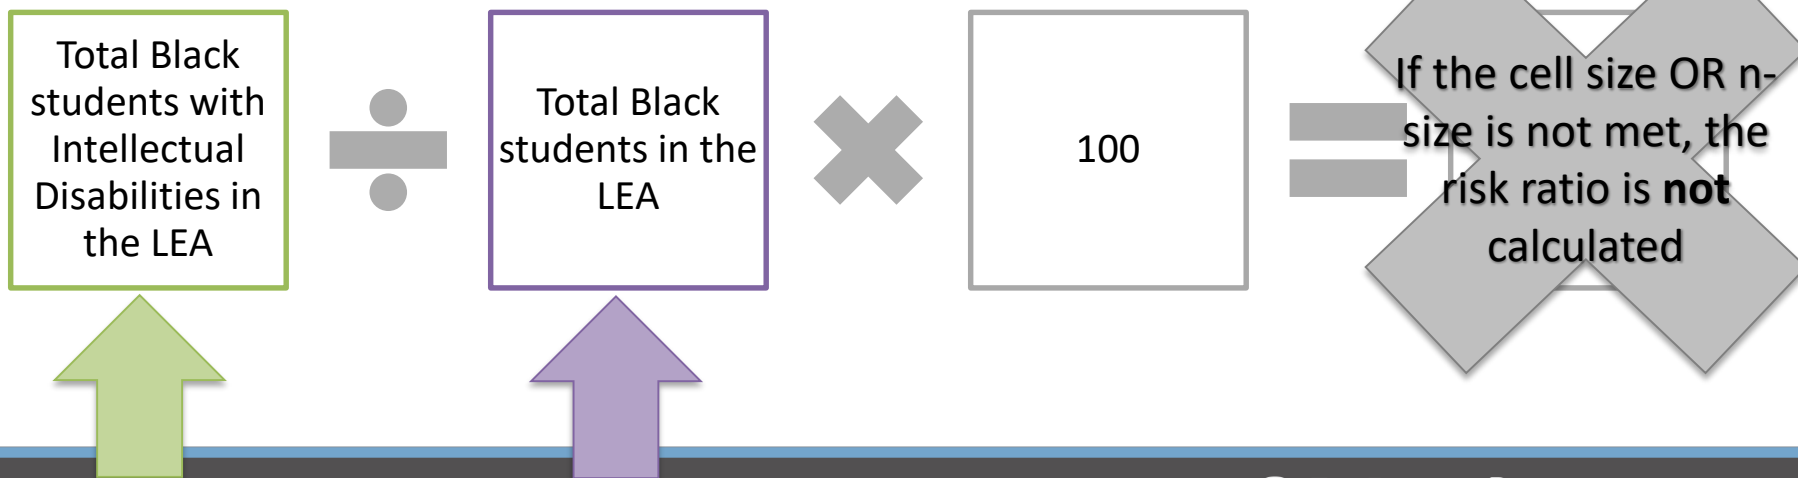 Total Black
students with
Intellectual
Disabilities in
the LEA
Total Black
students in the
LEA
100
If the cell size OR n-
size is not met, the
risk ratio is not
calculated